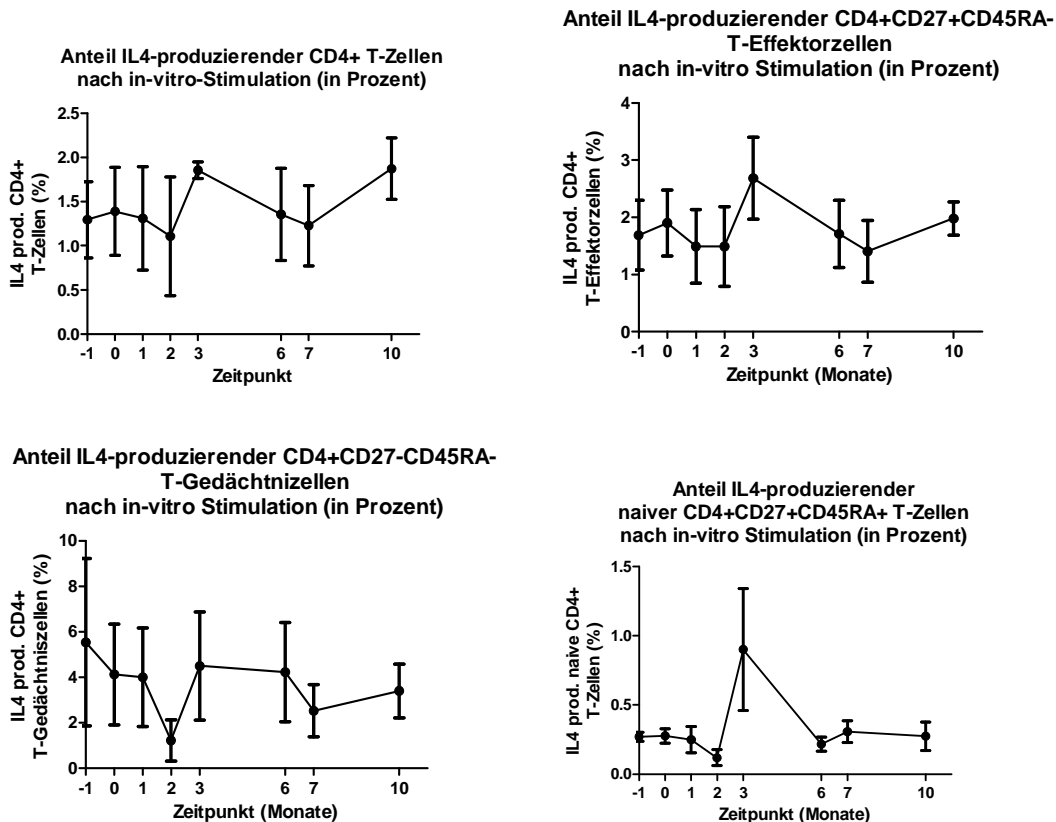 Anteil IL4-produzierender CD4+ T-Zellen
nach in-vitro-Stimulation (in Prozent)
IL4 prod. CD4+
T-Zellen (%)
2.5
2.0
1.5
1.0
0.5
0.0
-1 0 1 2 3 6 7 10
Zeitpunkt
Anteil IL4-produzierender CD4+CD27+CD45RA-
T-Effektorzellen
nach in-vitro Stimulation (in Prozent)
IL4 prod. CD4+
T-Effektorzellen (%)
4
3
2
1
0
-1 0 1 2 3 6 7 10
Zeitpunkt (Monate)
Anteil IL4-produzierender CD4+CD27-CD45RA-
T-Gedächtnizellen
nach in-vitro Stimulation (in Prozent)
IL4 prod. CD4+
T-Gedächtniszellen (%)
10
8
6
4
2
0
-1 0 1 2 3 6 7 10
Zeitpunkt (Monate)
Anteil IL4-produzierender
naiver CD4+CD27+CD45RA+ T-Zellen
nach in-vitro Stimulation (in Prozent)
IL4 prod. naive CD4+
T-Zellen (%)
1.5
1.0
0.5
0.0
-1 0 1 2 3 6 7 10
Zeitpunkt (Monate)